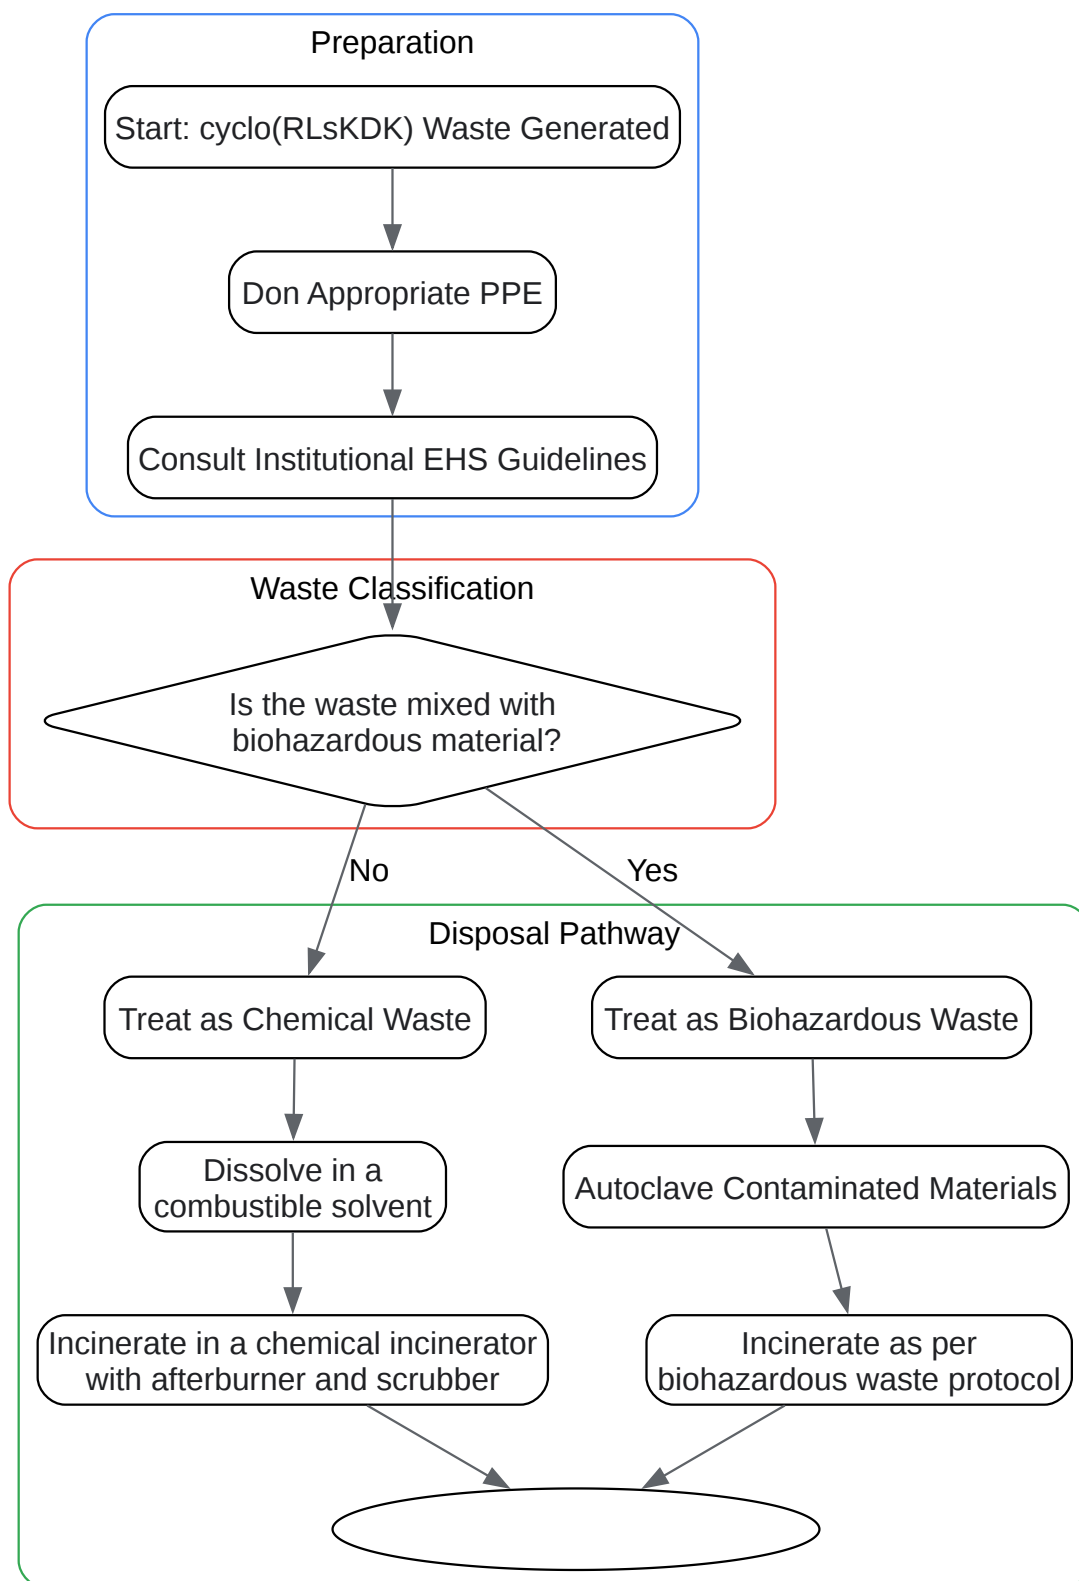 Preparation
Start: cyclo(RLsKDK) Waste Generated
Don Appropriate PPE
Consult Institutional EHS Guidelines
Waste Classification
Is the waste mixed with
biohazardous material?
No
Yes
Disposal Pathway
Treat as Chemical Waste
Treat as Biohazardous Waste
Dissolve in a
combustible solvent
Autoclave Contaminated Materials
Incinerate in a chemical incinerator
with afterburner and scrubber
Incinerate as per
biohazardous waste protocol